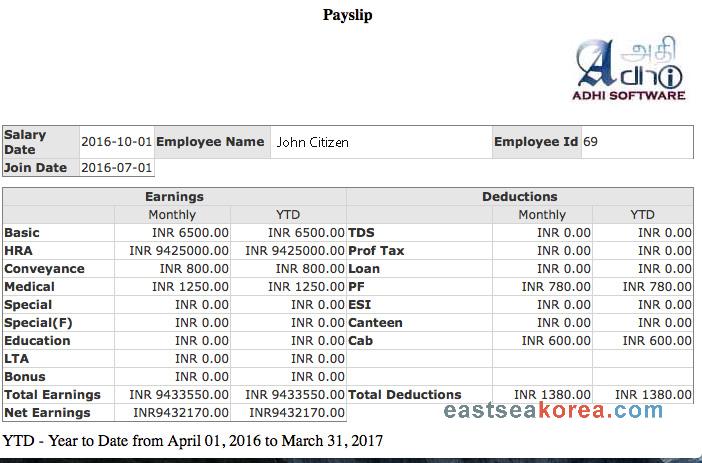 Payslip
அதி
Adhi
ADHI SOFTWARE
Salary Date 2016-10-01 Employee Name John Citizen Employee Id 69
Join Date 2016-07-01
Earnings Deductions
Monthly YTD Monthly YTD
Basic INR 6500.00 INR 6500.00 TDS INR 0.00 INR 0.00
HRA INR 9425000.00 INR 9425000.00 Prof Tax INR 0.00 INR 0.00
Conveyance INR 800.00 INR 800.00 Loan INR 0.00 INR 0.00
Medical INR 1250.00 INR 1250.00 PF INR 780.00 INR 780.00
Special INR 0.00 INR 0.00 ESI INR 0.00 INR 0.00
Special(F) INR 0.00 INR 0.00 Canteen INR 0.00 INR 0.00
Education INR 0.00 INR 0.00 Cab INR 600.00 INR 600.00
LTA INR 0.00 INR 0.00
Bonus INR 0.00 INR 0.00
Total Earnings INR 9433550.00 INR 9433550.00 Total Deductions INR 1380.00 INR 1380.00
Net Earnings INR9432170.00 INR9432170.00
eastseakorea.com
YTD - Year to Date from April 01, 2016 to March 31, 2017